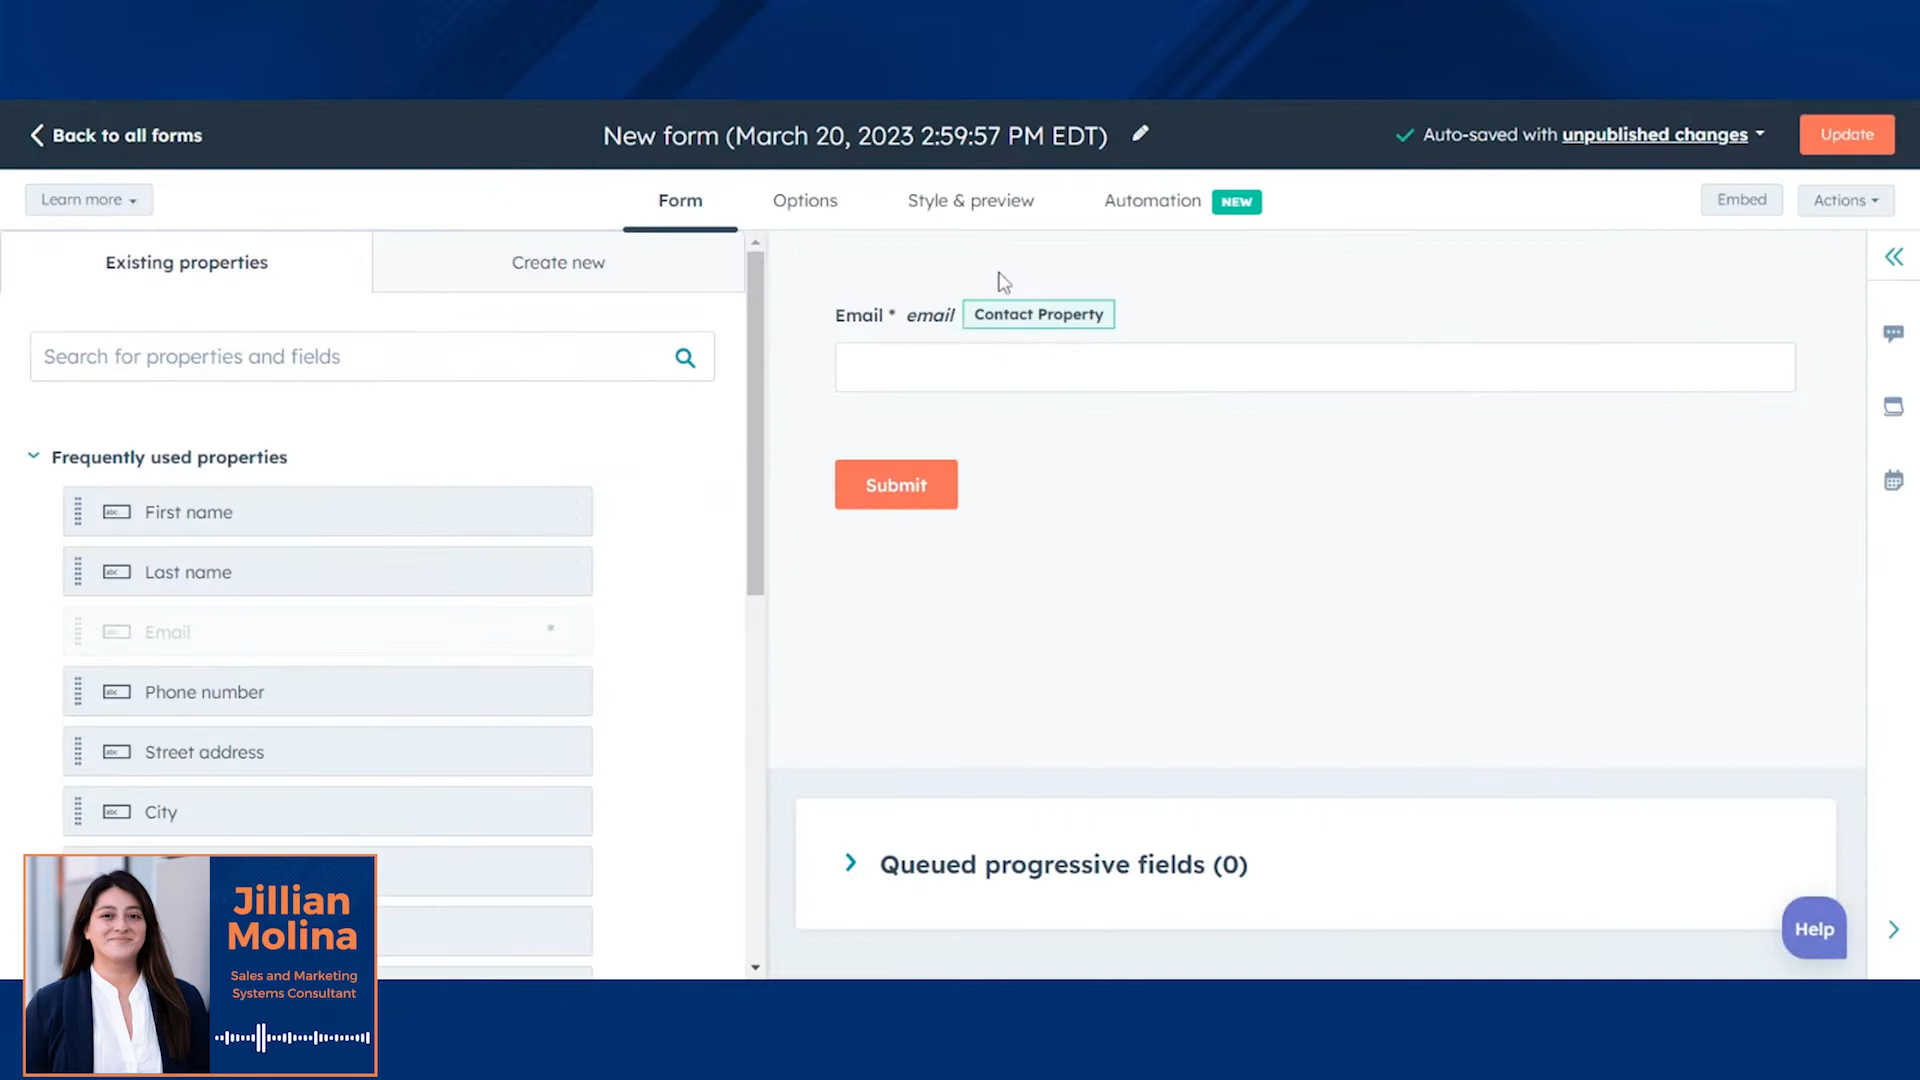 Back to all forms
New form (March 20, 2023 2:59:57 PM EDT)
Auto-saved with unpublished changes
Update
Learn more
Form
Options
Style & preview
Automation NEW
Embed
Actions
Existing properties
Create new
Email * email Contact Property
Search for properties and fields
Frequently used properties
Submit
First name
Last name
Email *
Phone number
Street address
City
Queued progressive fields (0)
Help
Jillian
Molina
Sales and Marketing
Systems Consultant